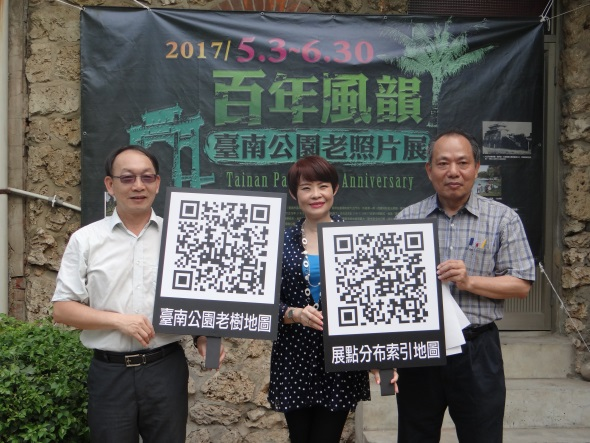 2017/5.3~6.30
百年風韻
臺南公園老照片展
Tainan Pa Anniversary
臺南公園老樹地圖
展點分布索引地圖